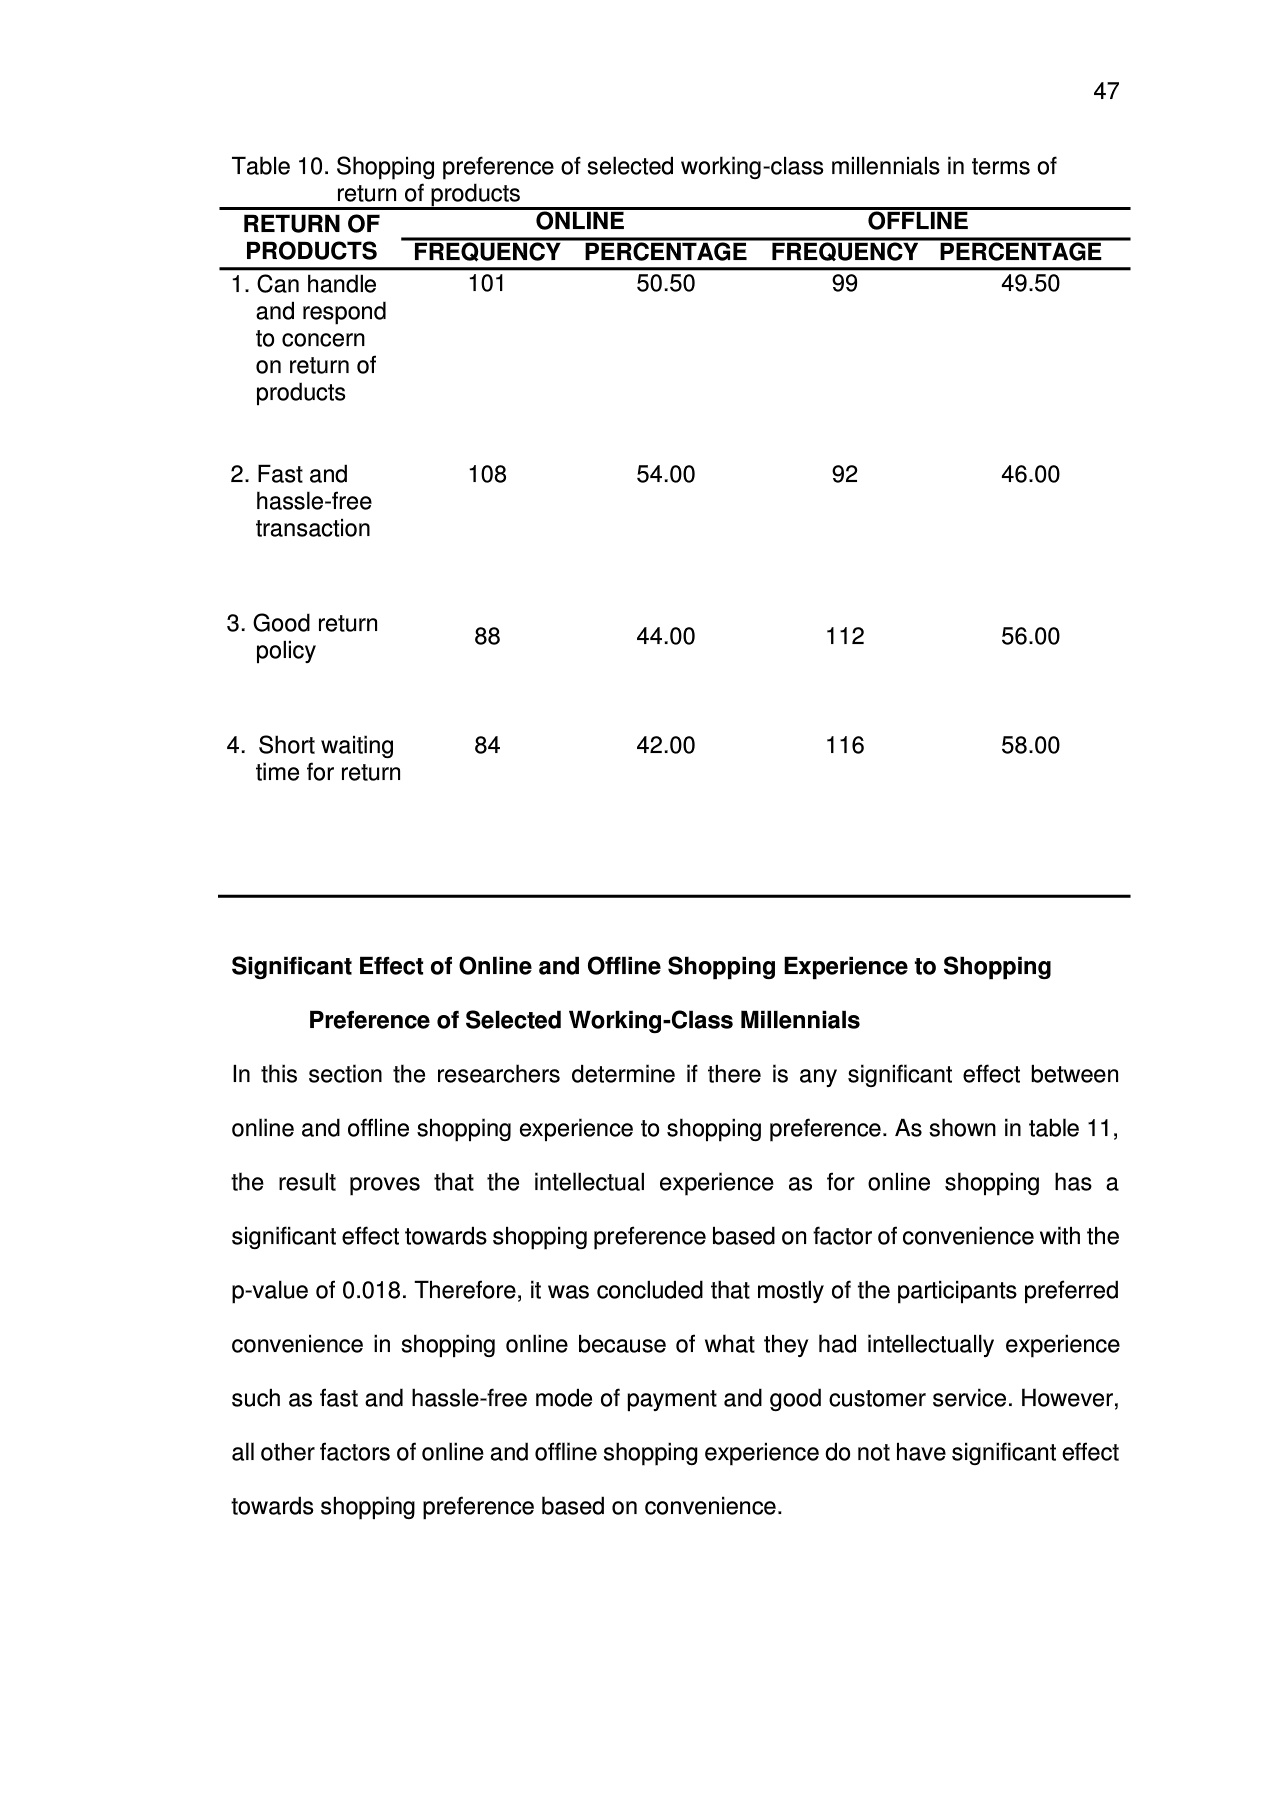 47
Table 10. Shopping preference of selected working-class millennials in terms of
return of products
RETURN OF PRODUCTS ONLINE OFFLINE
FREQUENCY PERCENTAGE FREQUENCY PERCENTAGE
1. Can handle 101 50.50 99 49.50
and respond
to concern
on return of
products
2. Fast and 108 54.00 92 46.00
hassle-free
transaction
3. Good return
policy 88 44.00 112 56.00
4. Short waiting 84 42.00 116 58.00
time for return
Significant Effect of Online and Offline Shopping Experience to Shopping
Preference of Selected Working-Class Millennials
In this section the researchers determine if there is any significant effect between
online and offline shopping experience to shopping preference. As shown in table 11,
the result proves that the intellectual experience as for online shopping has a
significant effect towards shopping preference based on factor of convenience with the
p-value of 0.018. Therefore, it was concluded that mostly of the participants preferred
convenience in shopping online because of what they had intellectually experience
such as fast and hassle-free mode of payment and good customer service. However,
all other factors of online and offline shopping experience do not have significant effect
towards shopping preference based on convenience.